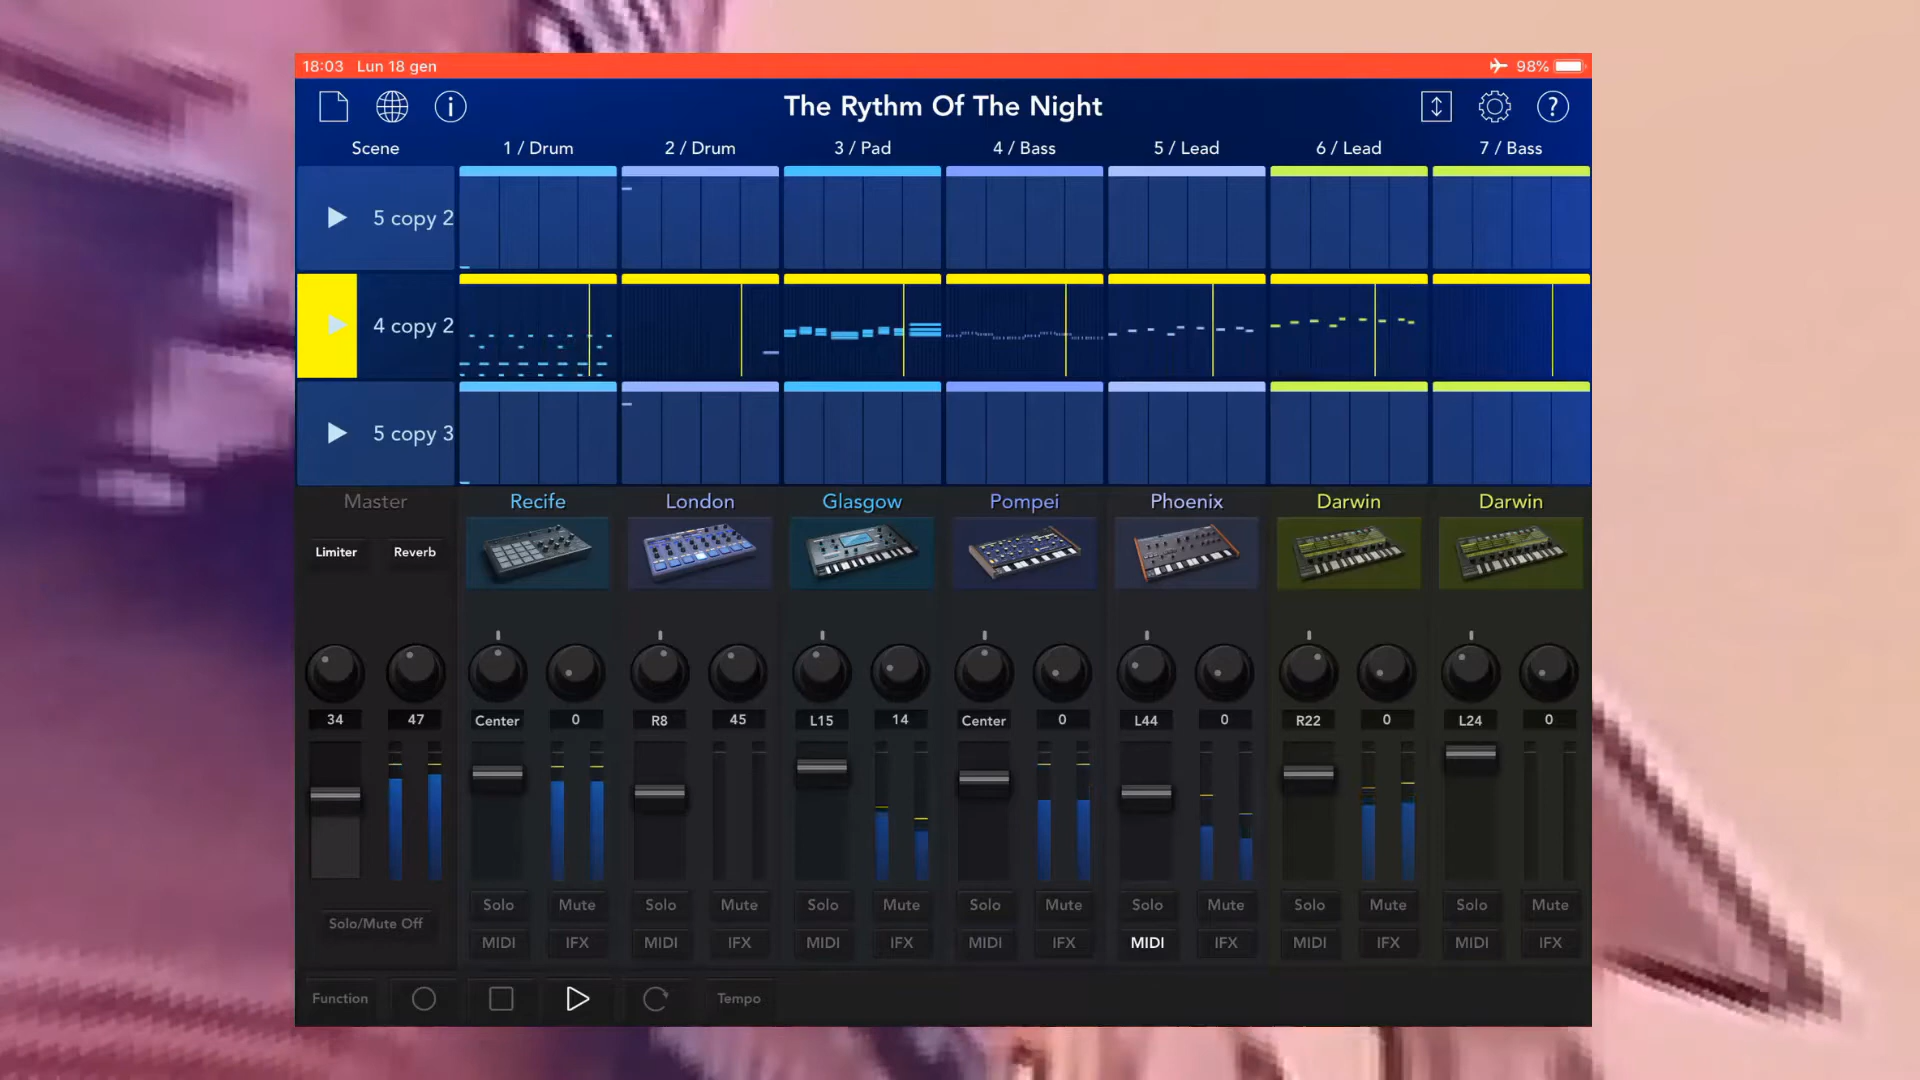 18:03 Lun 18 gen 98%
The Rythm Of The Night
Scene 1 / Drum 2 / Drum 3 / Pad 4 / Bass 5 / Lead 6 / Lead 7 / Bass
5 copy 2
4 copy 2
5 copy 3
Master Recife London Glasgow Pompei Phoenix Darwin Darwin
Limiter Reverb
34 47 Center 0 R8 45 L15 14 Center 0 L44 0 R22 0 L24 0
Solo Mute Solo Mute Solo Mute Solo Mute Solo Mute Solo Mute Solo Mute
Solo/Mute Off
MIDI IFX MIDI IFX MIDI IFX MIDI IFX MIDI IFX MIDI IFX MIDI IFX
Function Tempo